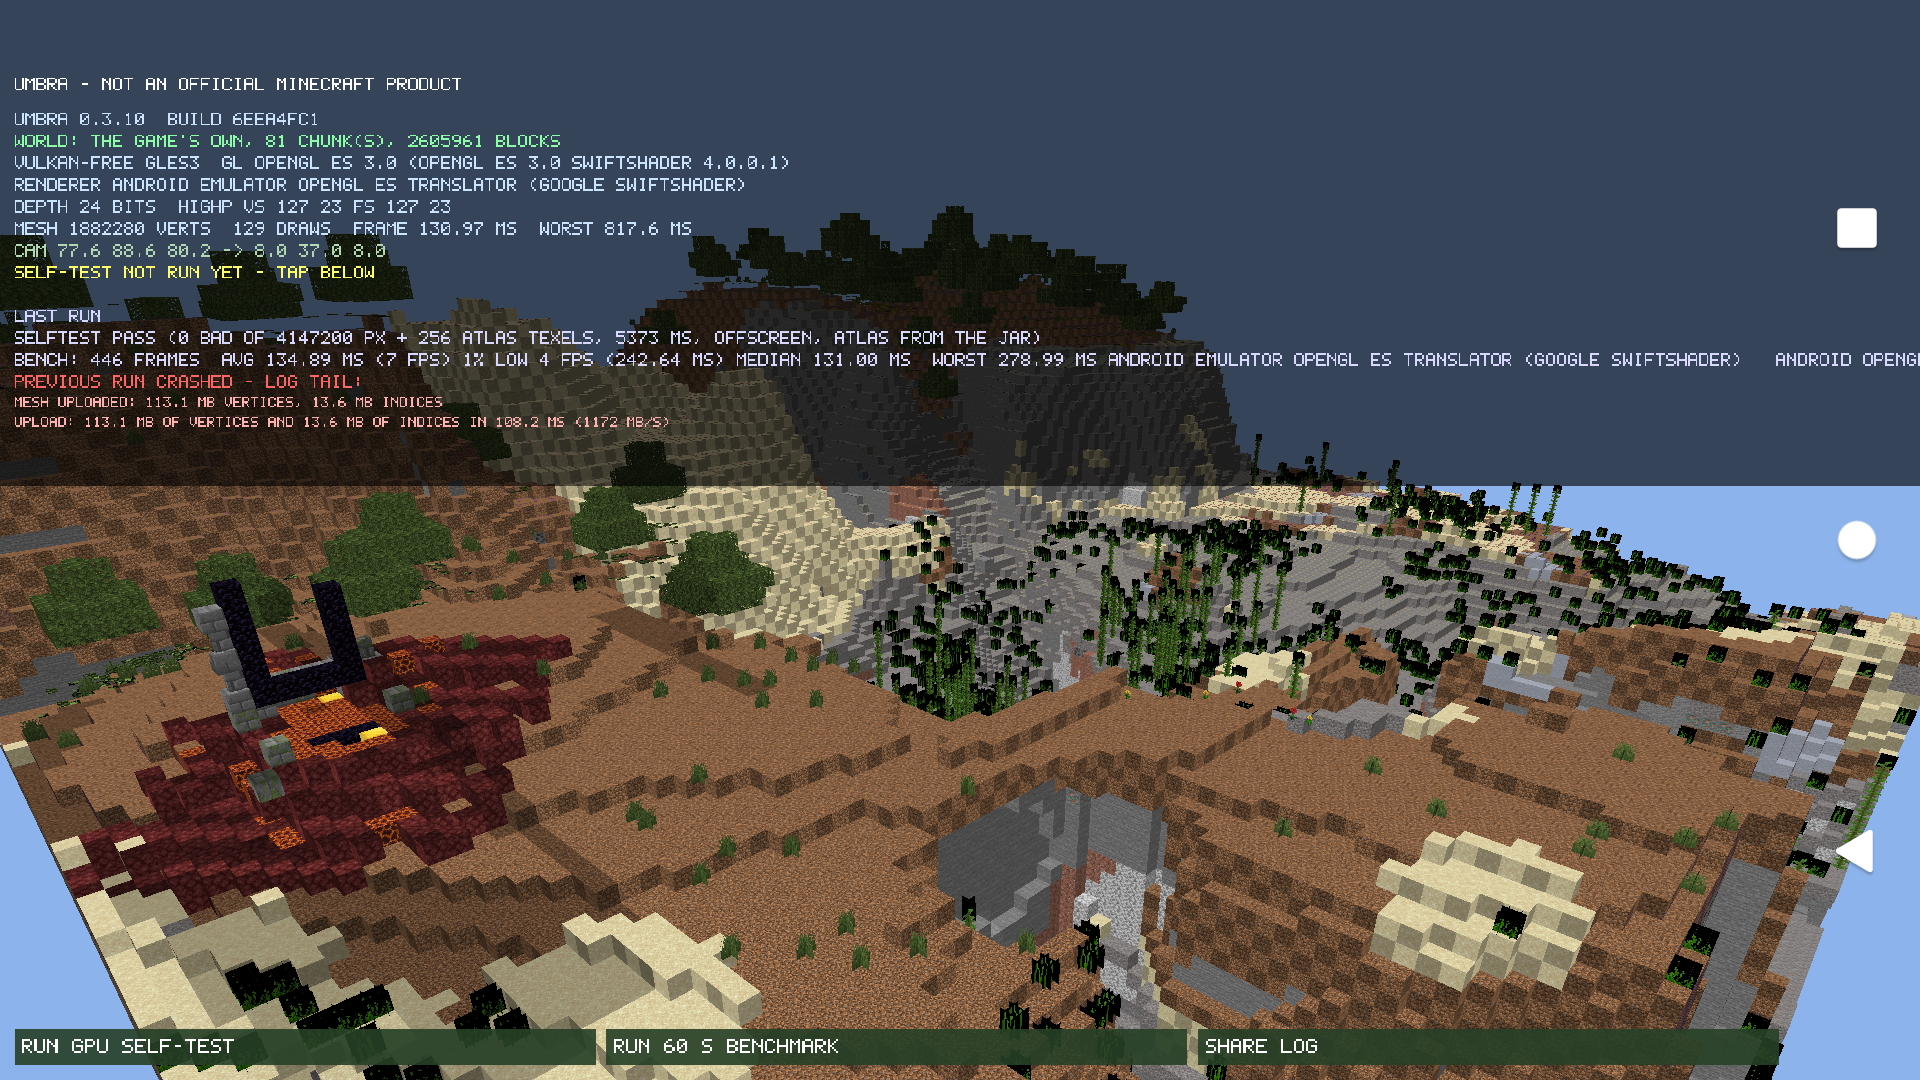 UMBRA - NOT AN OFFICIAL MINECRAFT PRODUCT
UMBRA 0.3.10  BUILD 6EEA4FC1
WORLD: THE GAME'S OWN, 81 CHUNK(S), 2605961 BLOCKS
VULKAN-FREE GLES3  GL OPENGL ES 3.0 (OPENGL ES 3.0 SWIFTSHADER 4.0.0.1)
RENDERER ANDROID EMULATOR OPENGL ES TRANSLATOR (GOOGLE SWIFTSHADER)
DEPTH 24 BITS  HIGHP VS 127 23 FS 127 23
MESH 1882280 VERTS  129 DRAWS  FRAME 130.97 MS  WORST 817.6 MS
CAM 77.6 88.6 80.2 -> 8.0 37.0 8.0
SELF-TEST NOT RUN YET - TAP BELOW
LAST RUN
SELFTEST PASS (0 BAD OF 4147200 PX + 256 ATLAS TEXELS, 5373 MS, OFFSCREEN, ATLAS FROM THE JAR)
BENCH: 446 FRAMES  AVG 134.89 MS (7 FPS) 1% LOW 4 FPS (242.64 MS) MEDIAN 131.00 MS  WORST 278.99 MS ANDROID EMULATOR OPENGL ES TRANSLATOR (GOOGLE SWIFTSHADER)   ANDROID OPENG
PREVIOUS RUN CRASHED - LOG TAIL:
MESH UPLOADED: 113.1 MB VERTICES, 13.6 MB INDICES
UPLOAD: 113.1 MB OF VERTICES AND 13.6 MB OF INDICES IN 108.2 MS (1172 MB/S)
RUN GPU SELF-TEST
RUN 60 S BENCHMARK
SHARE LOG